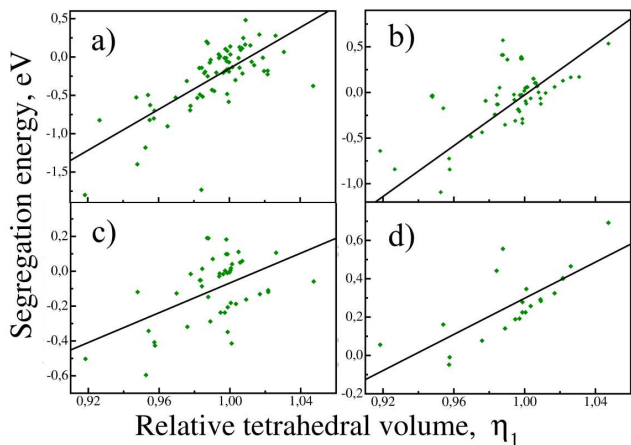 Segregation energy, eV
a)
0,5
0,0
-0,5
-1,0
-1,5
b)
0,5
0,0
-0,5
-1,0
c)
0,2
0,0
-0,2
-0,4
-0,6
0,92 0,96 1,00 1,04
d)
0,6
0,4
0,2
0,0
0,2
0,92 0,96 1,00 1,04
Relative tetrahedral volume, η₁